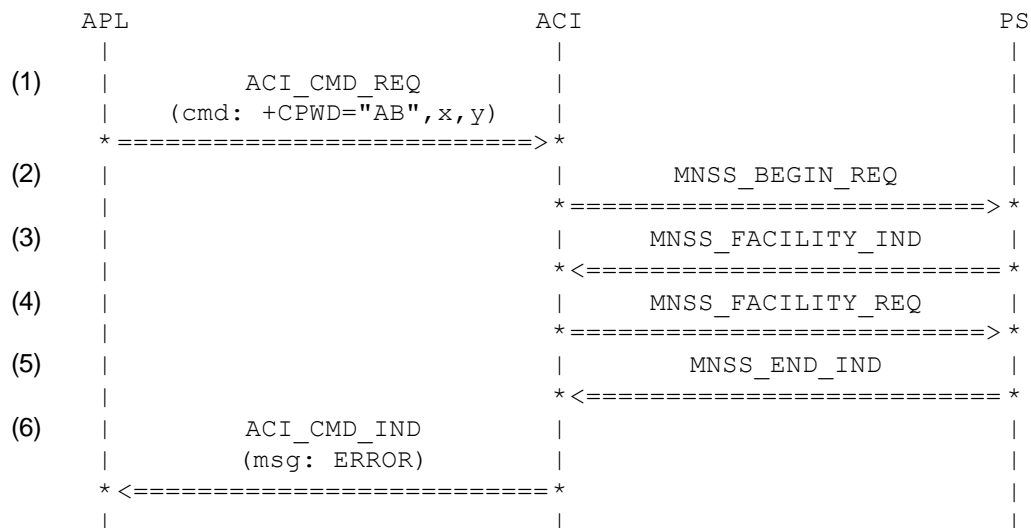 APL ACI PS
| | |
(1) | ACI_CMD_REQ | |
| (cmd: +CPWD="AB",x,y) | |
*==========================>* |
(2) | | MNSS_BEGIN_REQ |
| *==========================>*
(3) | | MNSS_FACILITY_IND |
| *<==========================*
(4) | | MNSS_FACILITY_REQ |
| *==========================>*
(5) | | MNSS_END_IND |
| *<==========================*
(6) | ACI_CMD_IND | |
| (msg: ERROR) | |
*<==========================* |
| | |